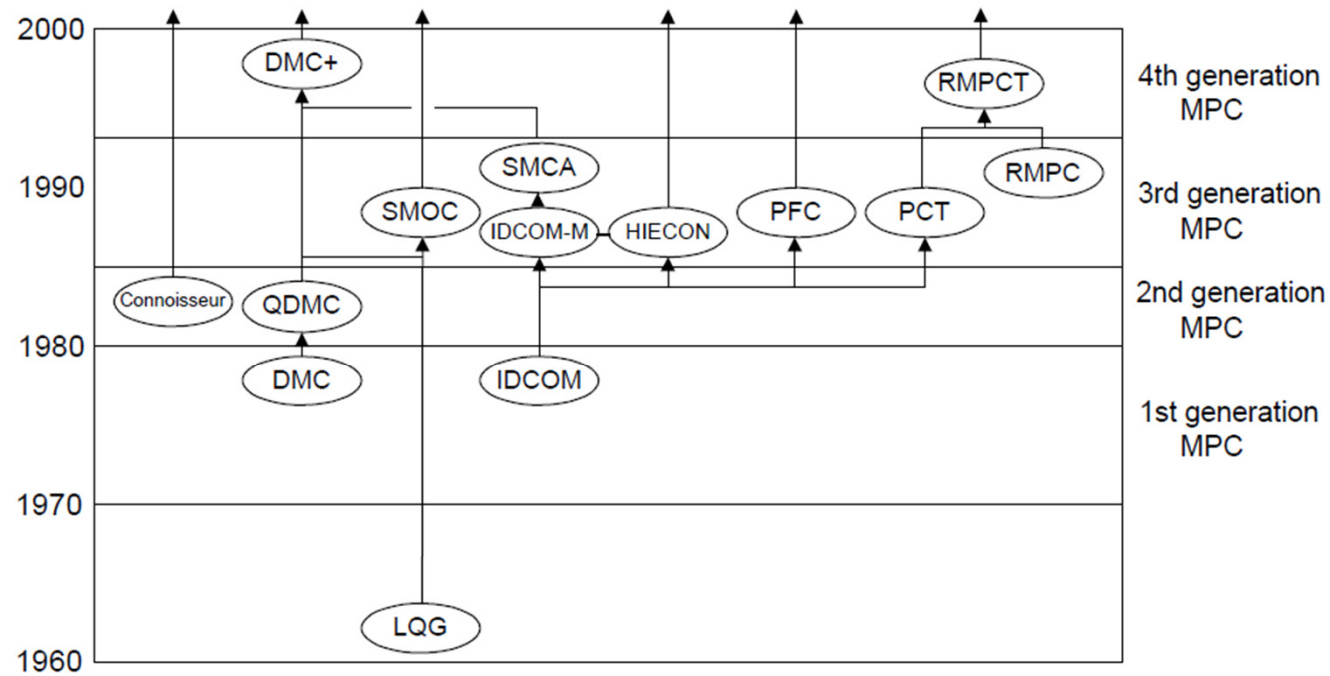 2000
DMC+
RMPCT
4th generation
MPC
SMCA
RMPC
1990
SMOC
IDCOM-M
HIECON
PFC
PCT
3rd generation
MPC
Connoisseur
QDMC
2nd generation
MPC
1980
DMC
IDCOM
1st generation
MPC
1970
LQG
1960